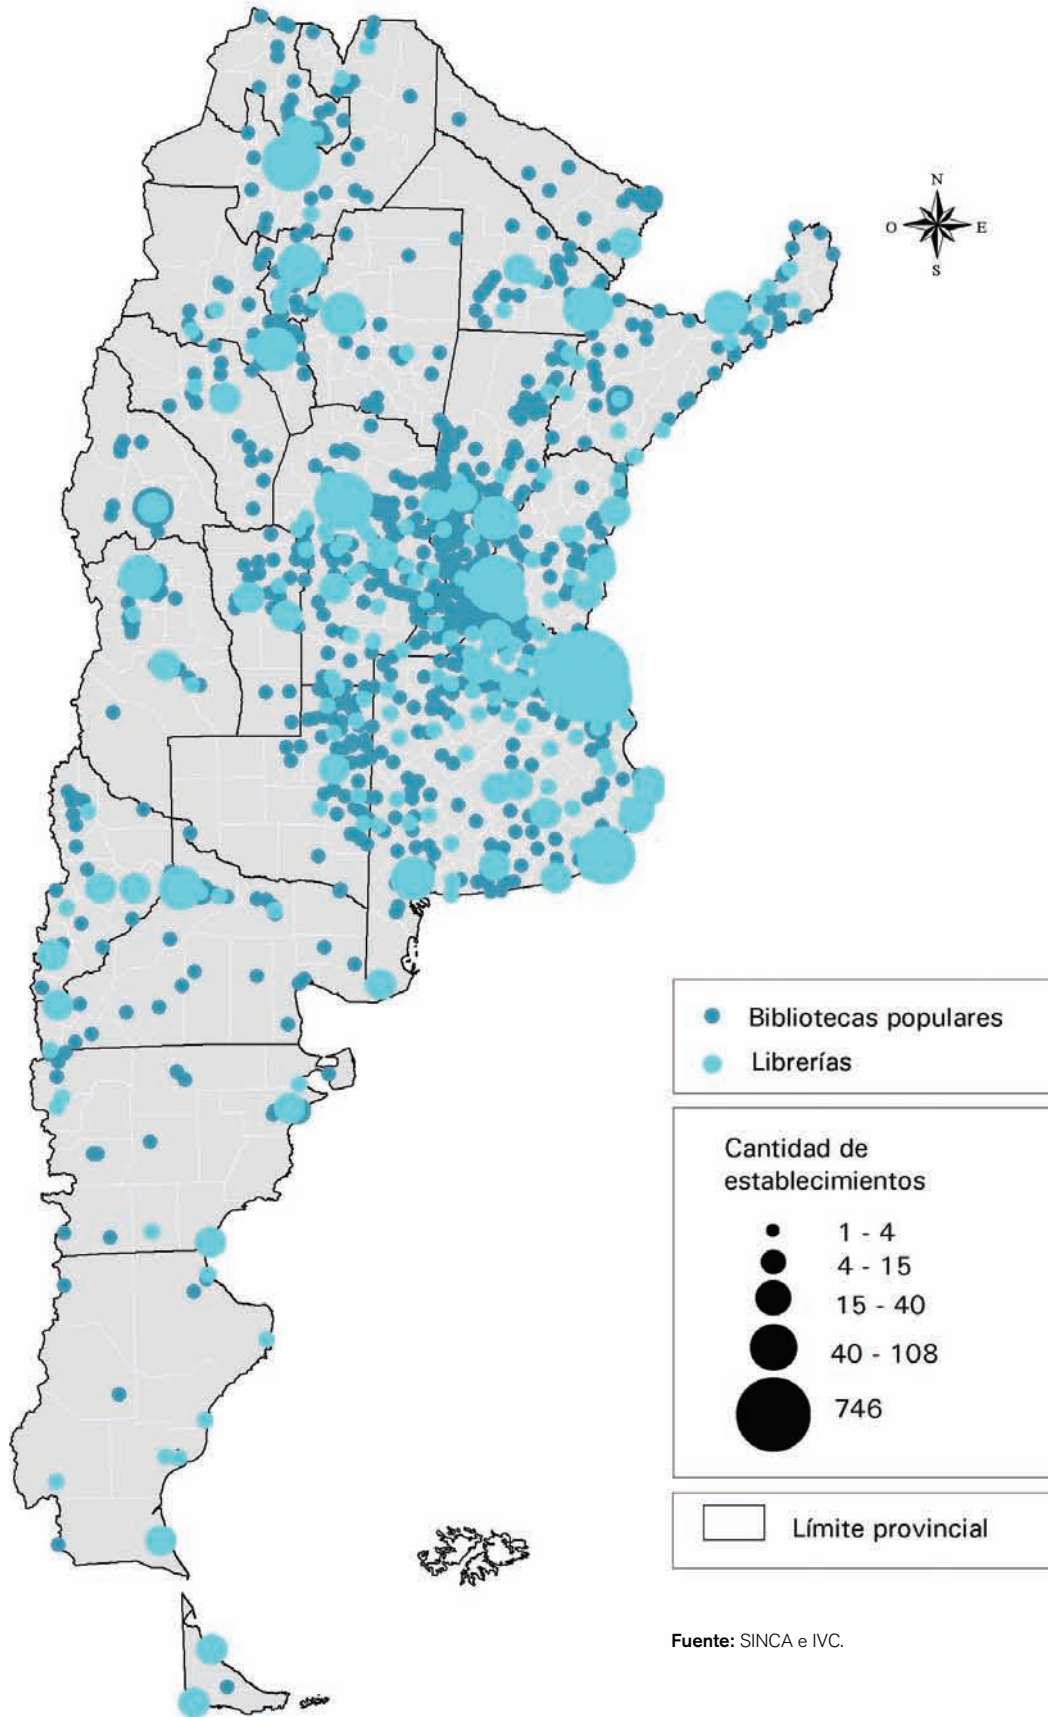 N
O
E
S
Bibliotecas populares
Librerías
Cantidad de
establecimientos
1 - 4
4 - 15
15 - 40
40 - 108
746
Límite provincial
Fuente: SINCA e IVC.